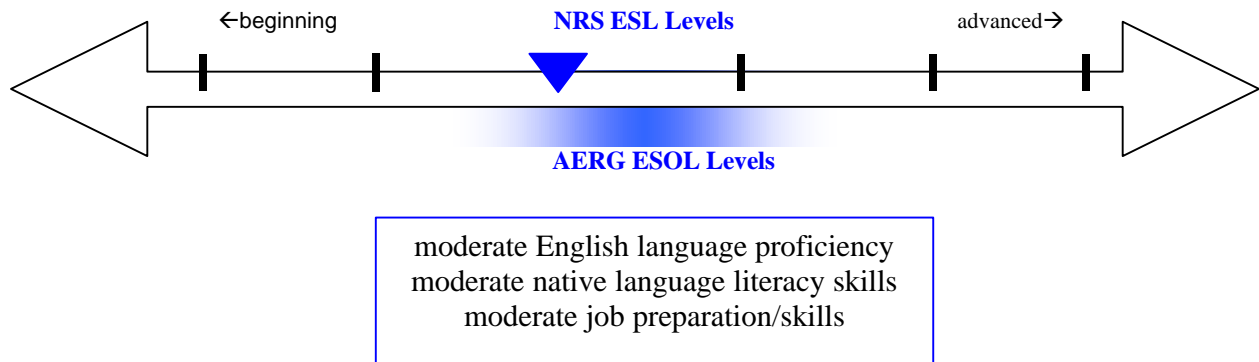 ←beginning
NRS ESL Levels
advanced→
AERG ESOL Levels
moderate English language proficiency
moderate native language literacy skills
moderate job preparation/skills